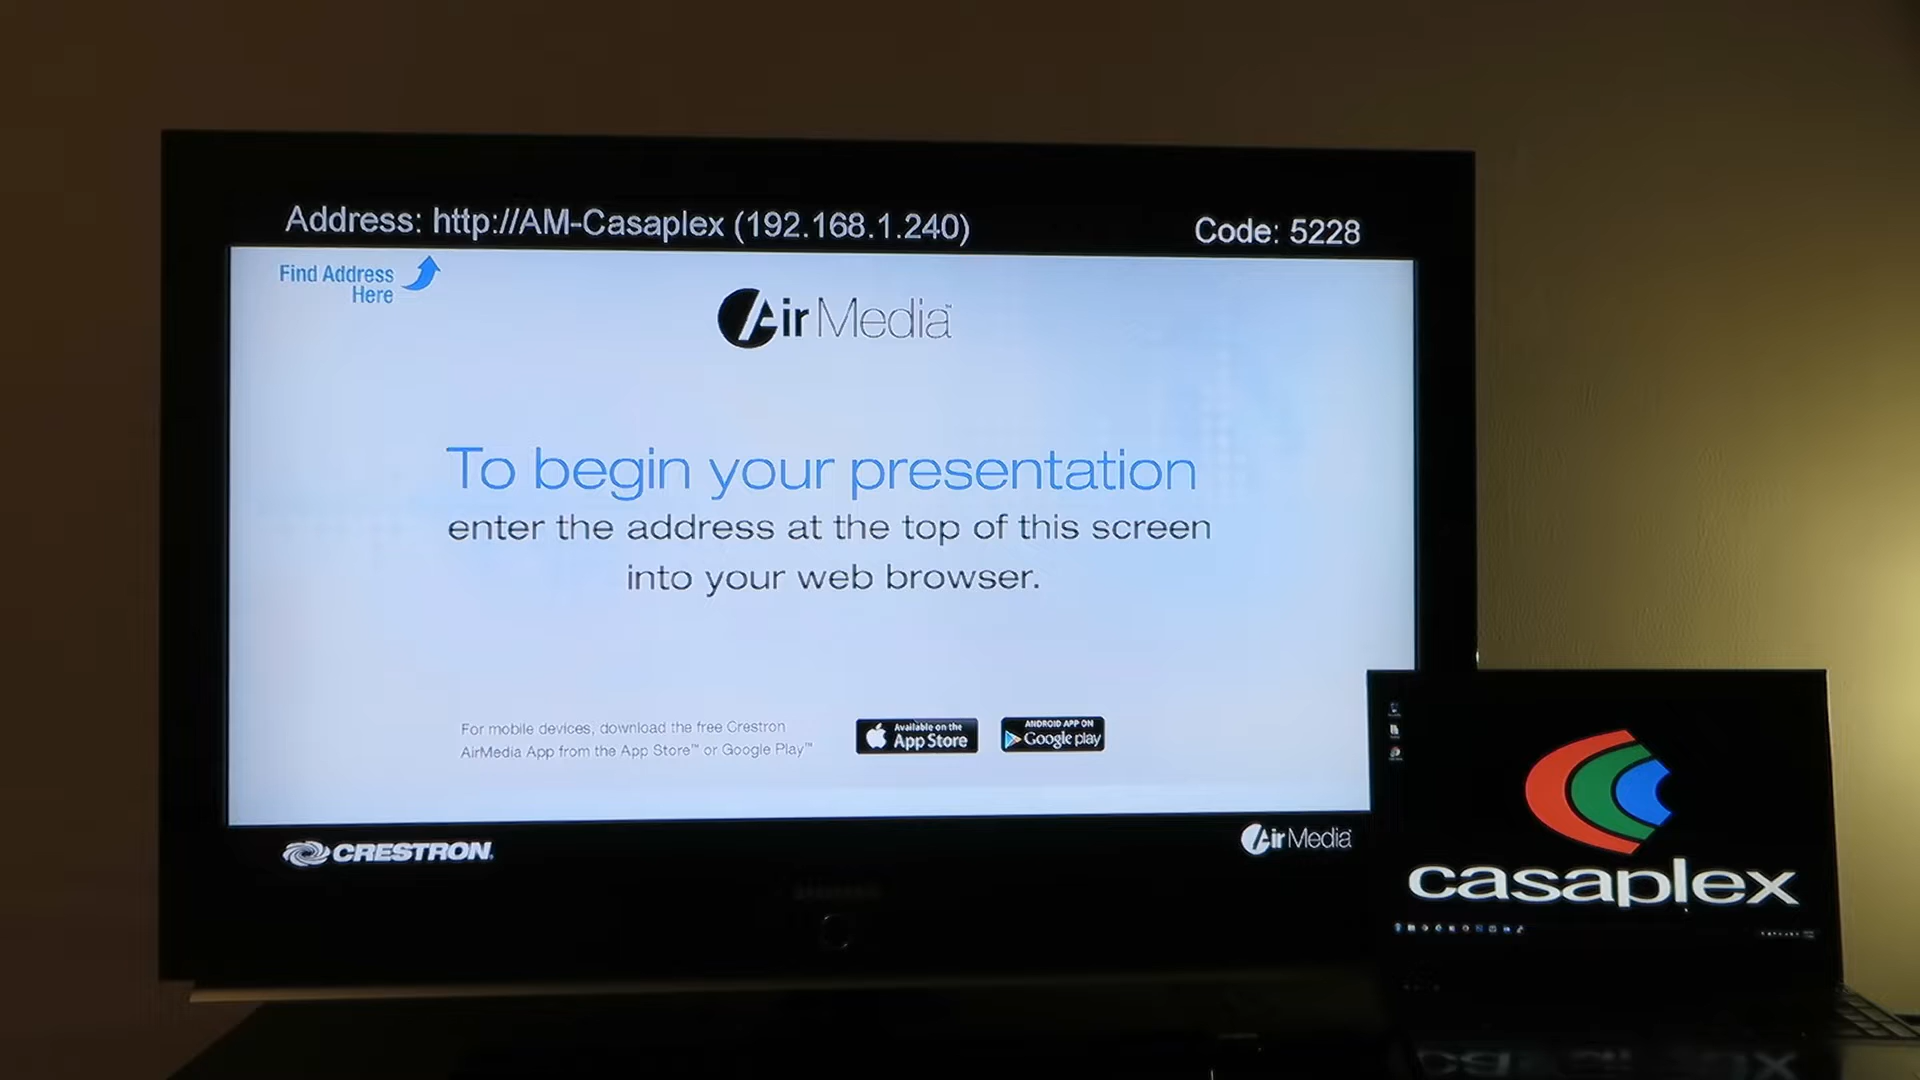 Address: http://AM-Casaplex (192.168.1.240)
Code: 5228
Find Address
Here
AirMedia™
To begin your presentation
enter the address at the top of this screen
into your web browser.
For mobile devices, download the free Crestron
AirMedia App from the App Store™ or Google Play™
Available on the
App Store
ANDROID APP ON
Google play
CRESTRON
AirMedia
casaplex